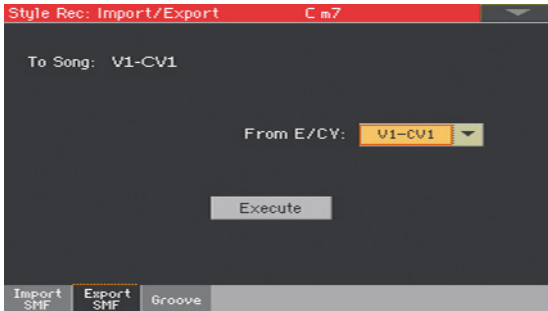 Style Rec: Import/Export C m7
To Song: V1-CV1
From E/CV: V1-CV1
Execute
Import SMF Export SMF Groove